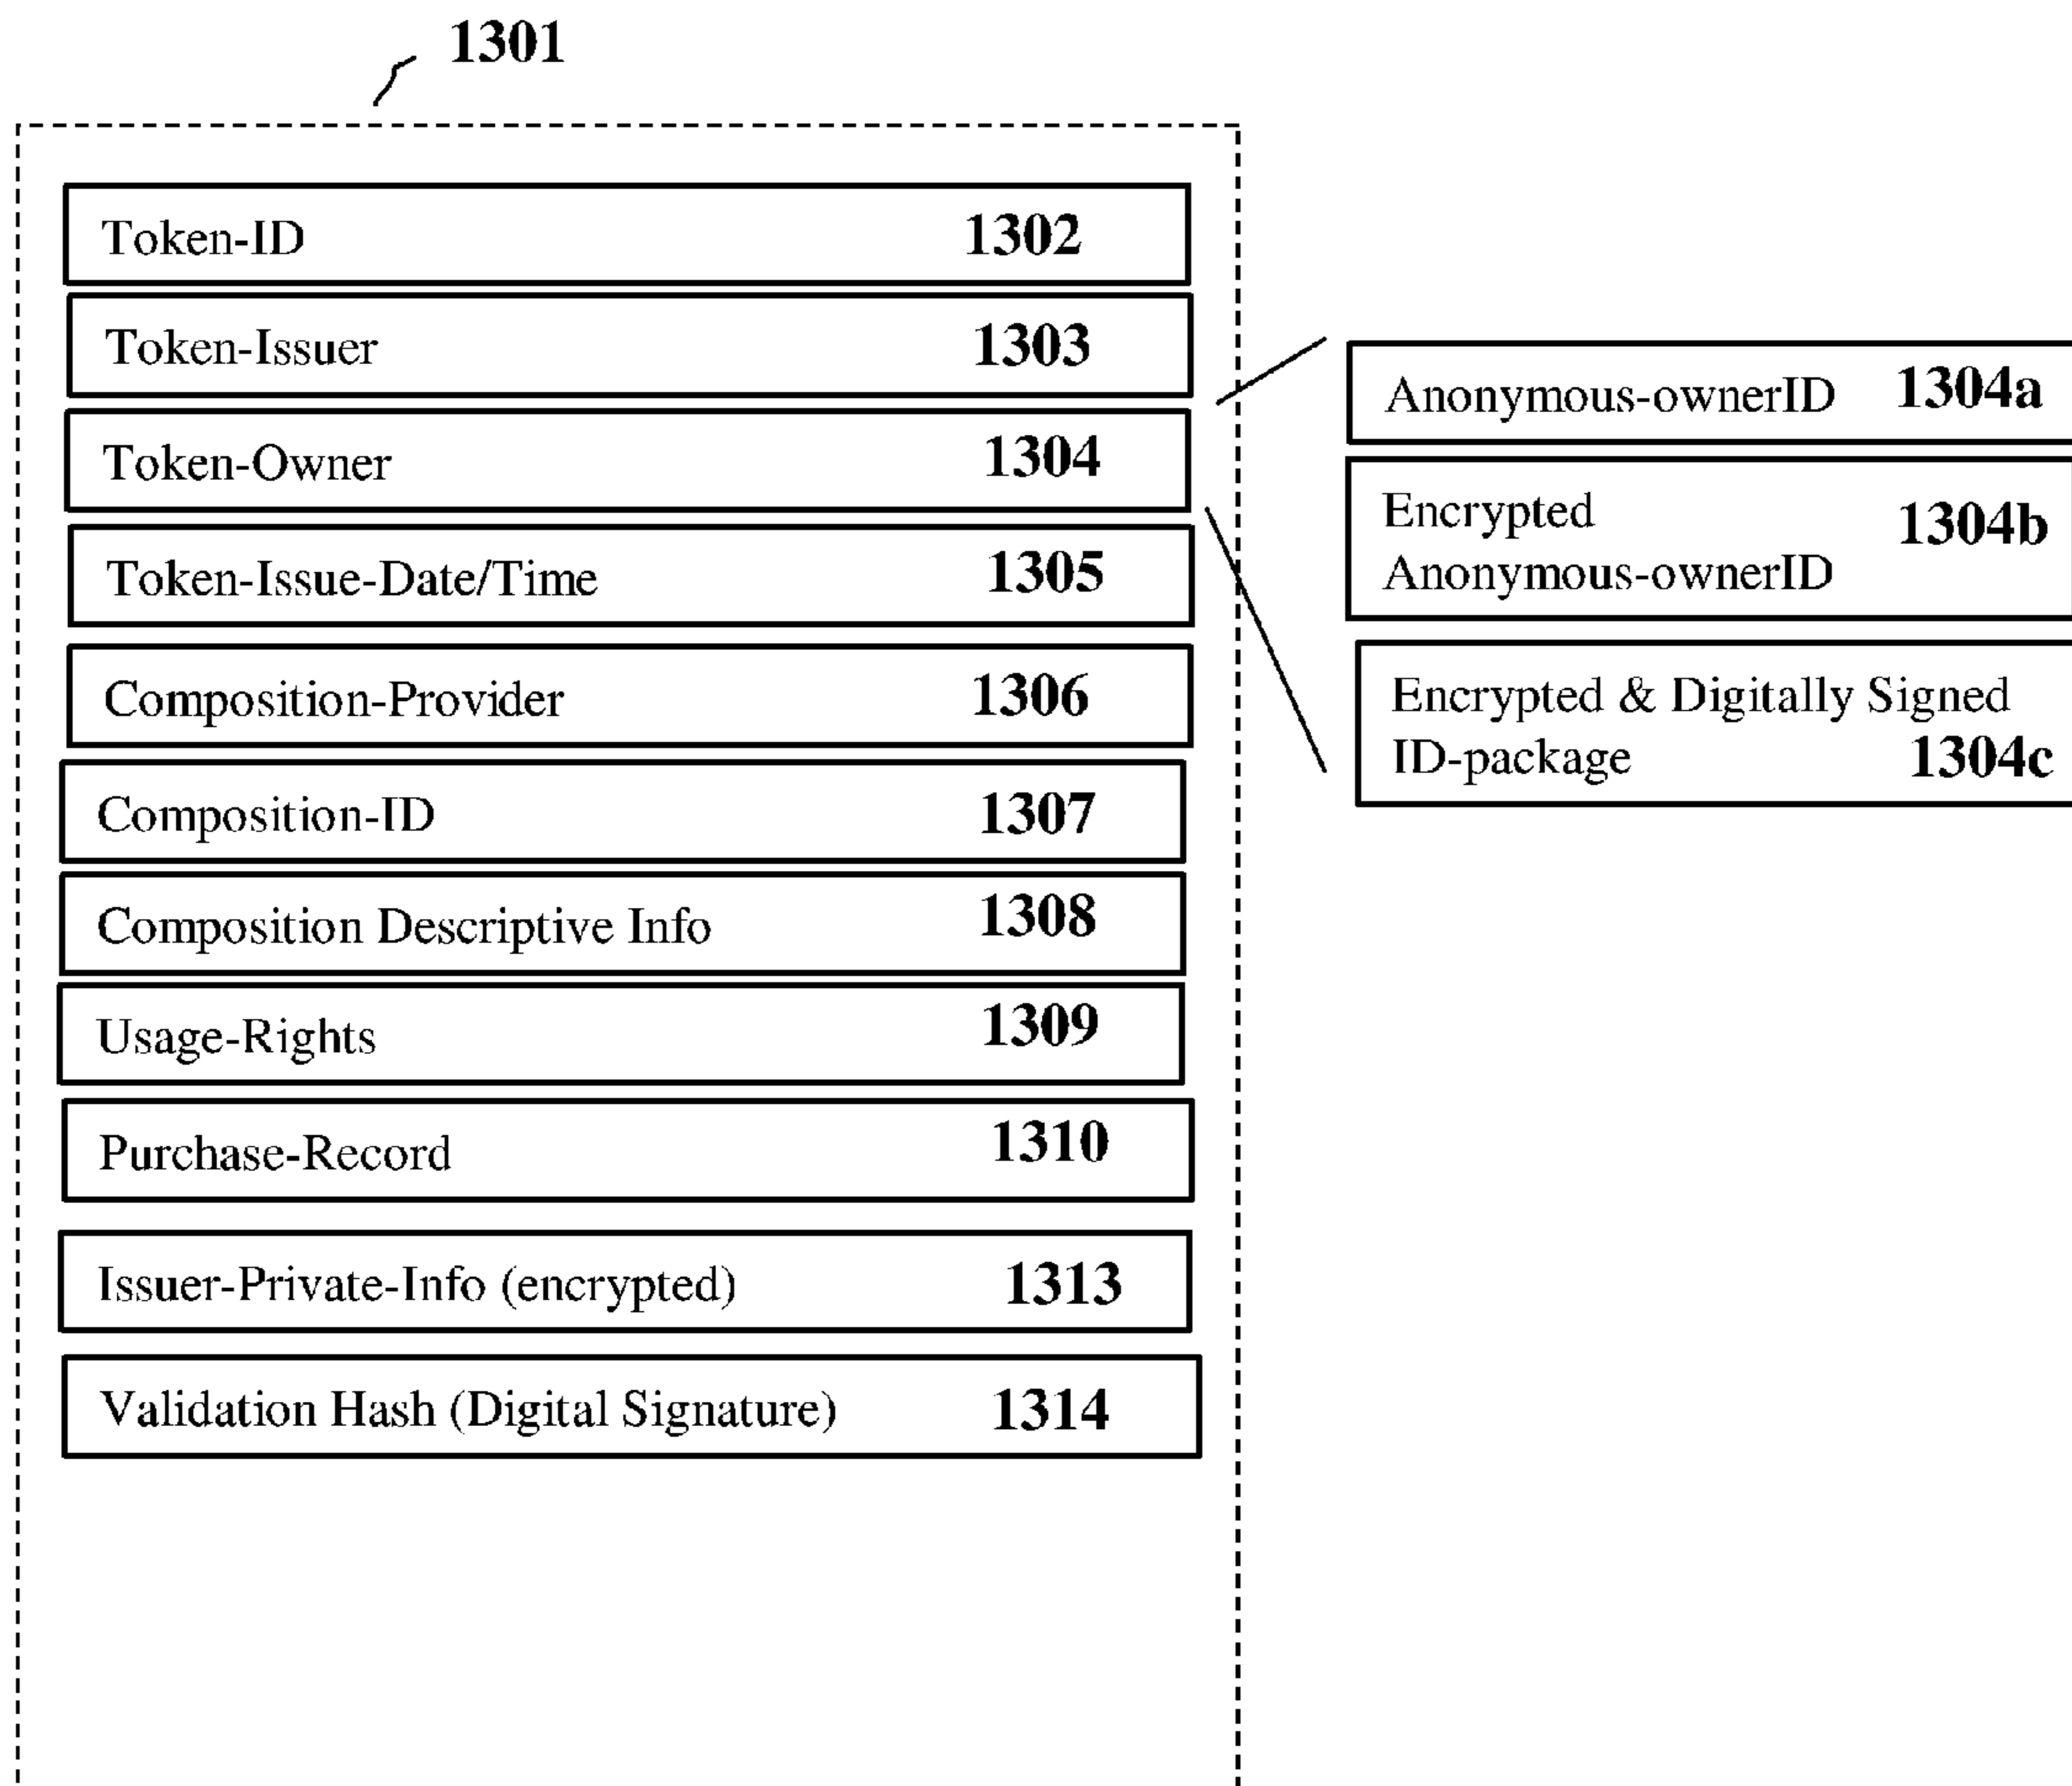 1301
Token-ID 1302
Token-Issuer 1303
Token-Owner 1304
Token-Issue-Date/Time 1305
Composition-Provider 1306
Composition-ID 1307
Composition Descriptive Info 1308
Usage-Rights 1309
Purchase-Record 1310
Issuer-Private-Info (encrypted) 1313
Validation Hash (Digital Signature) 1314
Anonymous-ownerID 1304a
Encrypted 1304b
Anonymous-ownerID
Encrypted & Digitally Signed
ID-package 1304c